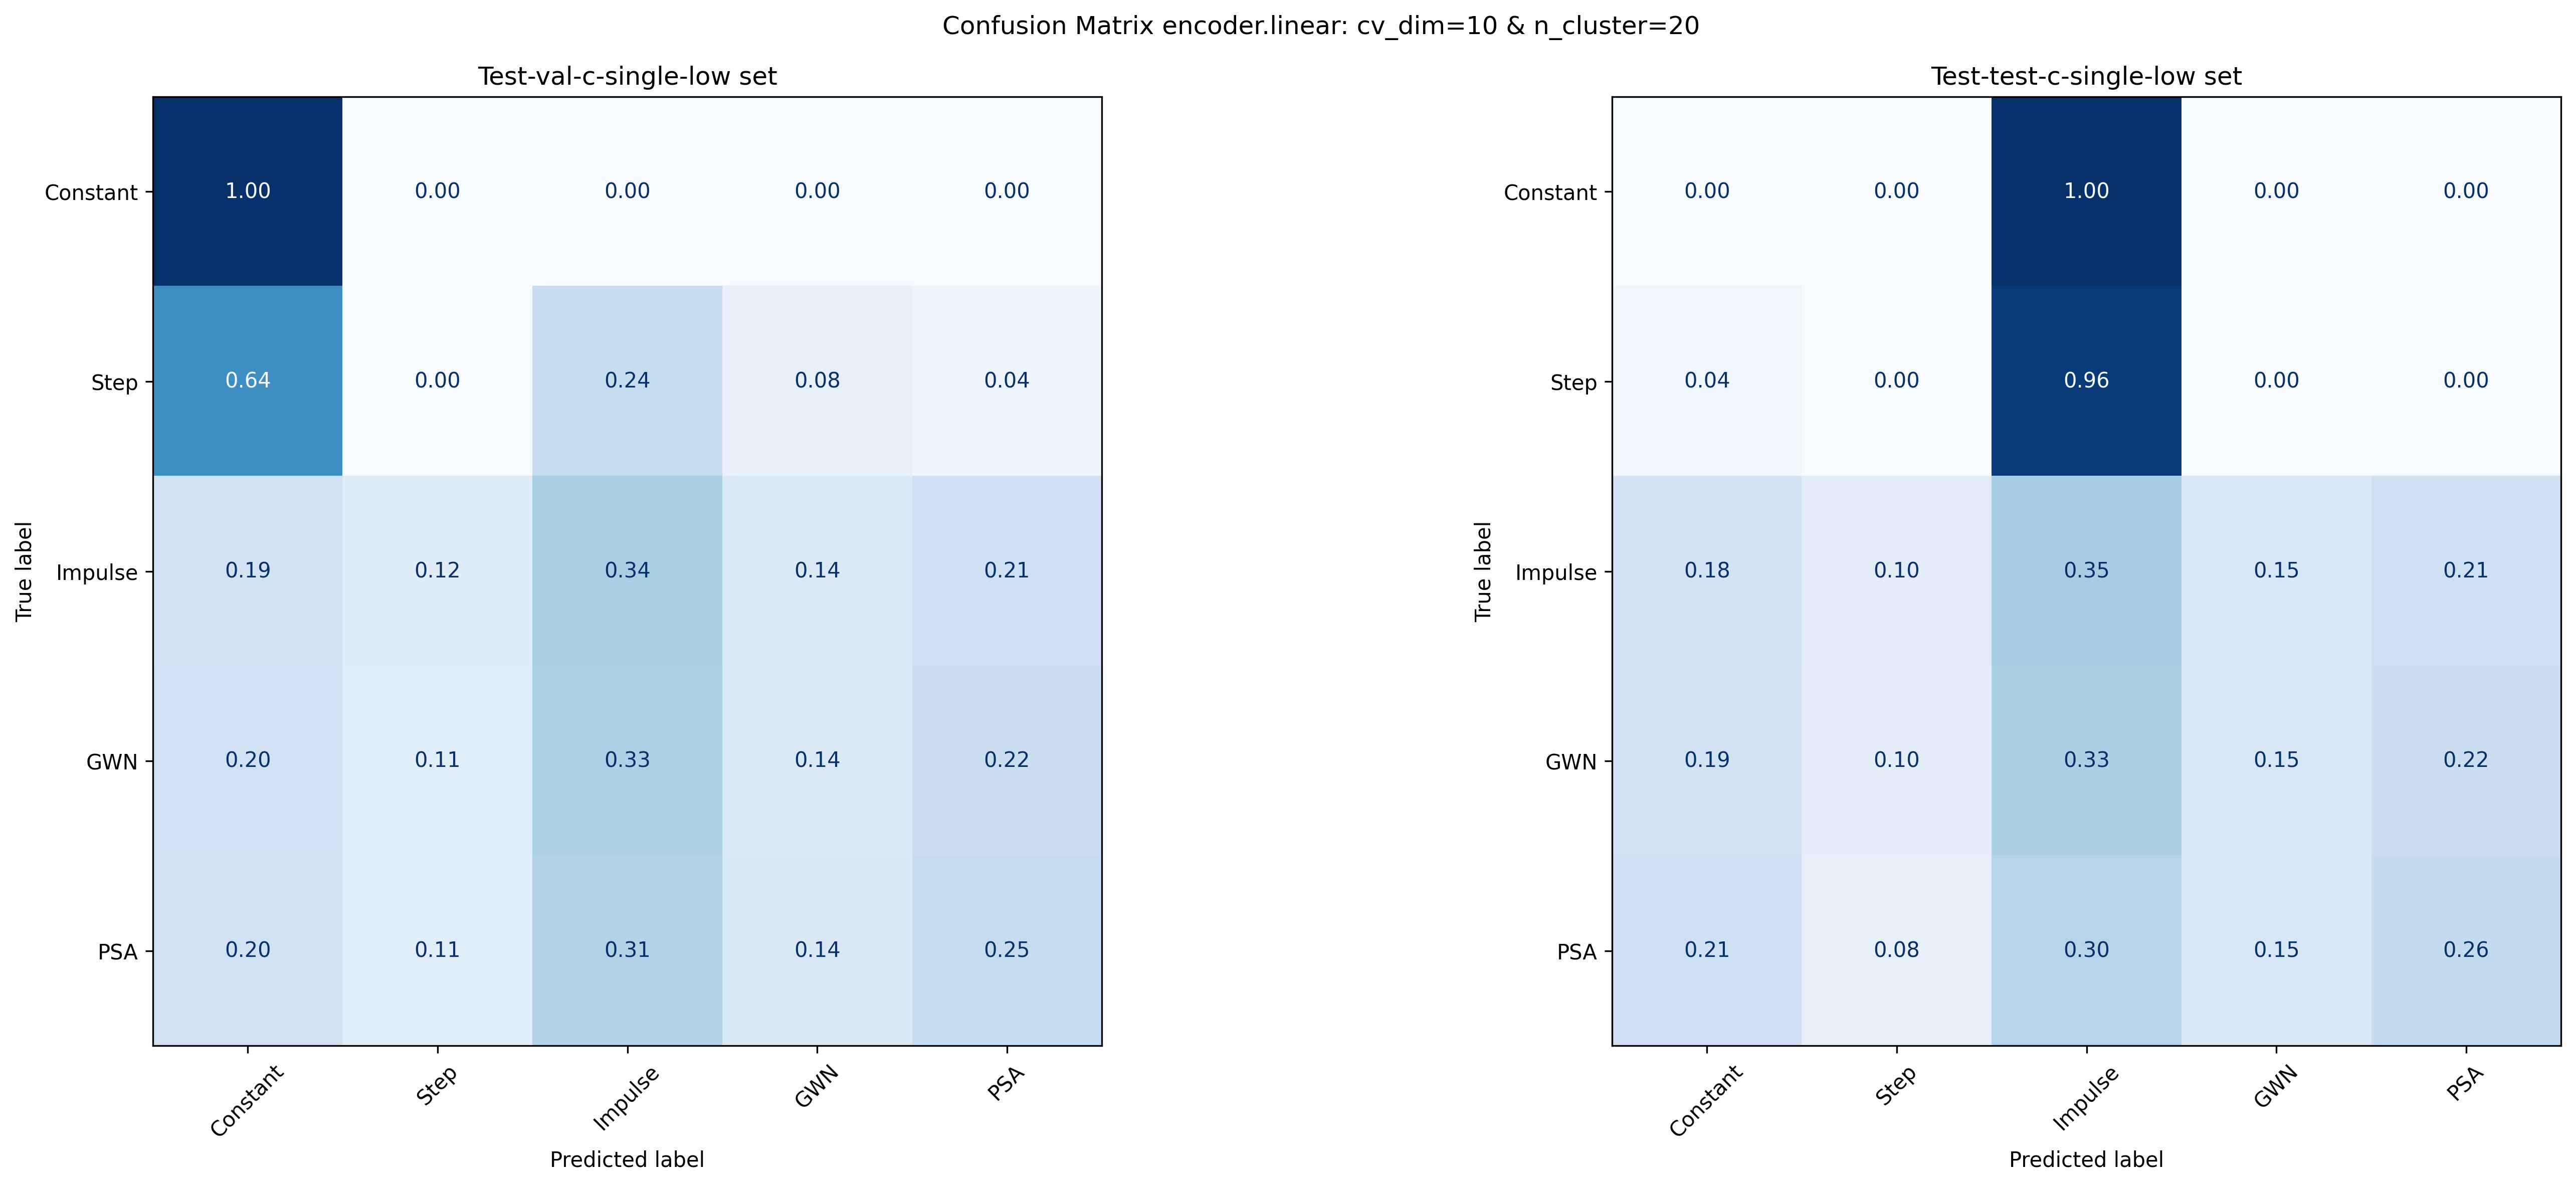 Confusion Matrix encoder.linear: cv_dim=10 & n_cluster=20
Test-val-c-single-low set
True label
Constant 1.00 0.00 0.00 0.00 0.00
Step 0.64 0.00 0.24 0.08 0.04
Impulse 0.19 0.12 0.34 0.14 0.21
GWN 0.20 0.11 0.33 0.14 0.22
PSA 0.20 0.11 0.31 0.14 0.25
Constant Step Impulse GWN PSA
Predicted label
Test-test-c-single-low set
True label
Constant 0.00 0.00 1.00 0.00 0.00
Step 0.04 0.00 0.96 0.00 0.00
Impulse 0.18 0.10 0.35 0.15 0.21
GWN 0.19 0.10 0.33 0.15 0.22
PSA 0.21 0.08 0.30 0.15 0.26
Constant Step Impulse GWN PSA
Predicted label